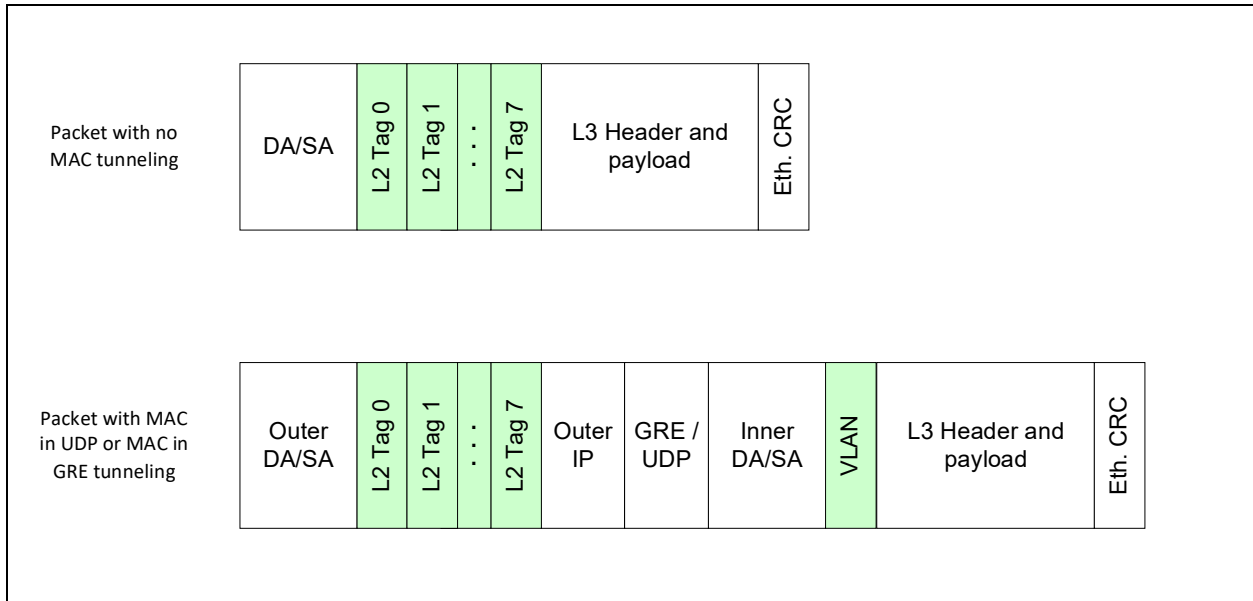 Packet with no
MAC tunneling
DA/SA
L2 Tag 0
L2 Tag 1
. . .
L2 Tag 7
L3 Header and
payload
Eth. CRC
Packet with MAC
in UDP or MAC in
GRE tunneling
Outer
DA/SA
L2 Tag 0
L2 Tag 1
. . .
L2 Tag 7
Outer
IP
GRE /
UDP
Inner
DA/SA
VLAN
L3 Header and
payload
Eth. CRC